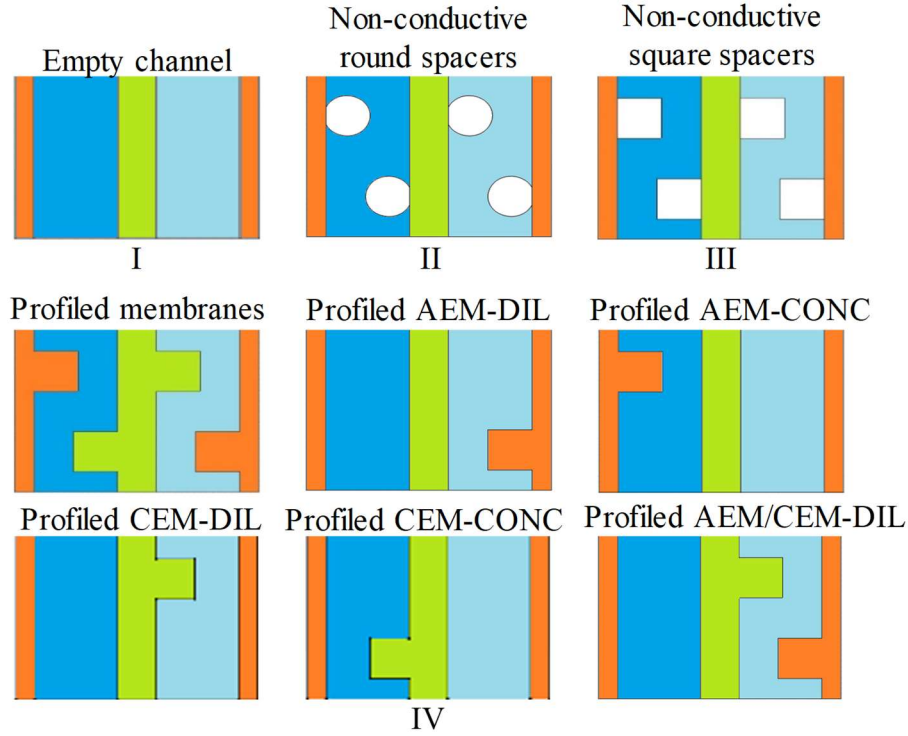 Empty channel
Non-conductive
round spacers
Non-conductive
square spacers
I
II
III
Profiled membranes
Profiled AEM-DIL
Profiled AEM-CONC
Profiled CEM-DIL
Profiled CEM-CONC
Profiled AEM/CEM-DIL
IV